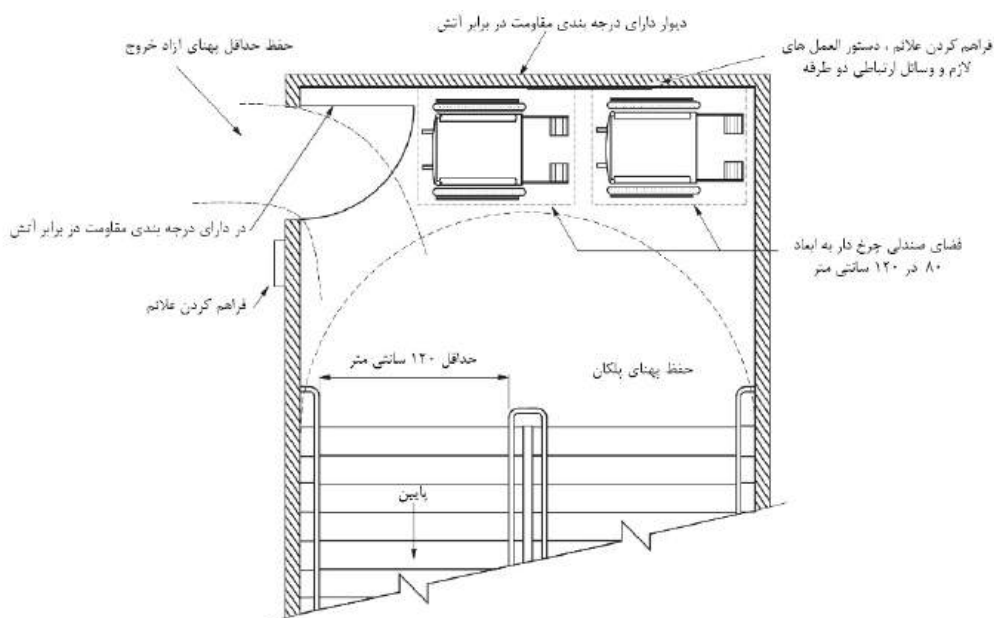 دیوار دارای درجه بندی مقاومت در برابر آتش
حفظ حداقل پهنای ازاد خروج
فراهم کردن علائم ، دستور العمل های
لازم و وسائل ارتباطی دو طرفه
در دارای درجه بندی مقاومت در برابر آتش
فضای صندلی چرخ دار به ابعاد
۸۰ در ۱۲۰ سانتی متر
فراهم کردن علائم
حداقل ۱۲۰ سانتی متر
حفظ پهنای پلکان
پایین